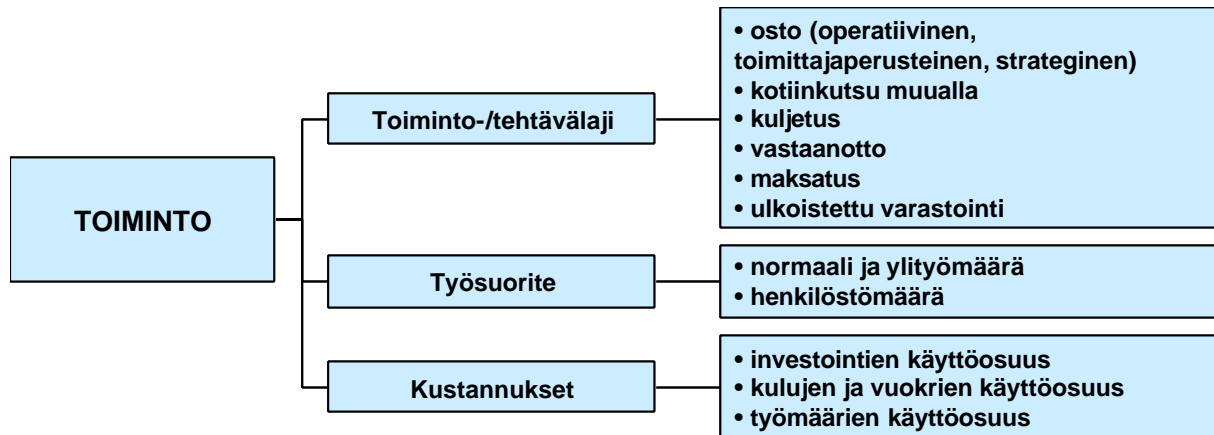 TOIMINTO
Toiminto-/tehtävälaji
• osto (operatiivinen,
toimittajaperusteinen, strateginen)
• kotiinkutsu muualla
• kuljetus
• vastaanotto
• maksatus
• ulkoistettu varastointi
Työsuorite
• normaali ja ylityömäärä
• henkilöstömäärä
Kustannukset
• investointien käyttöosuus
• kulujen ja vuokrien käyttöosuus
• työmäärien käyttöosuus